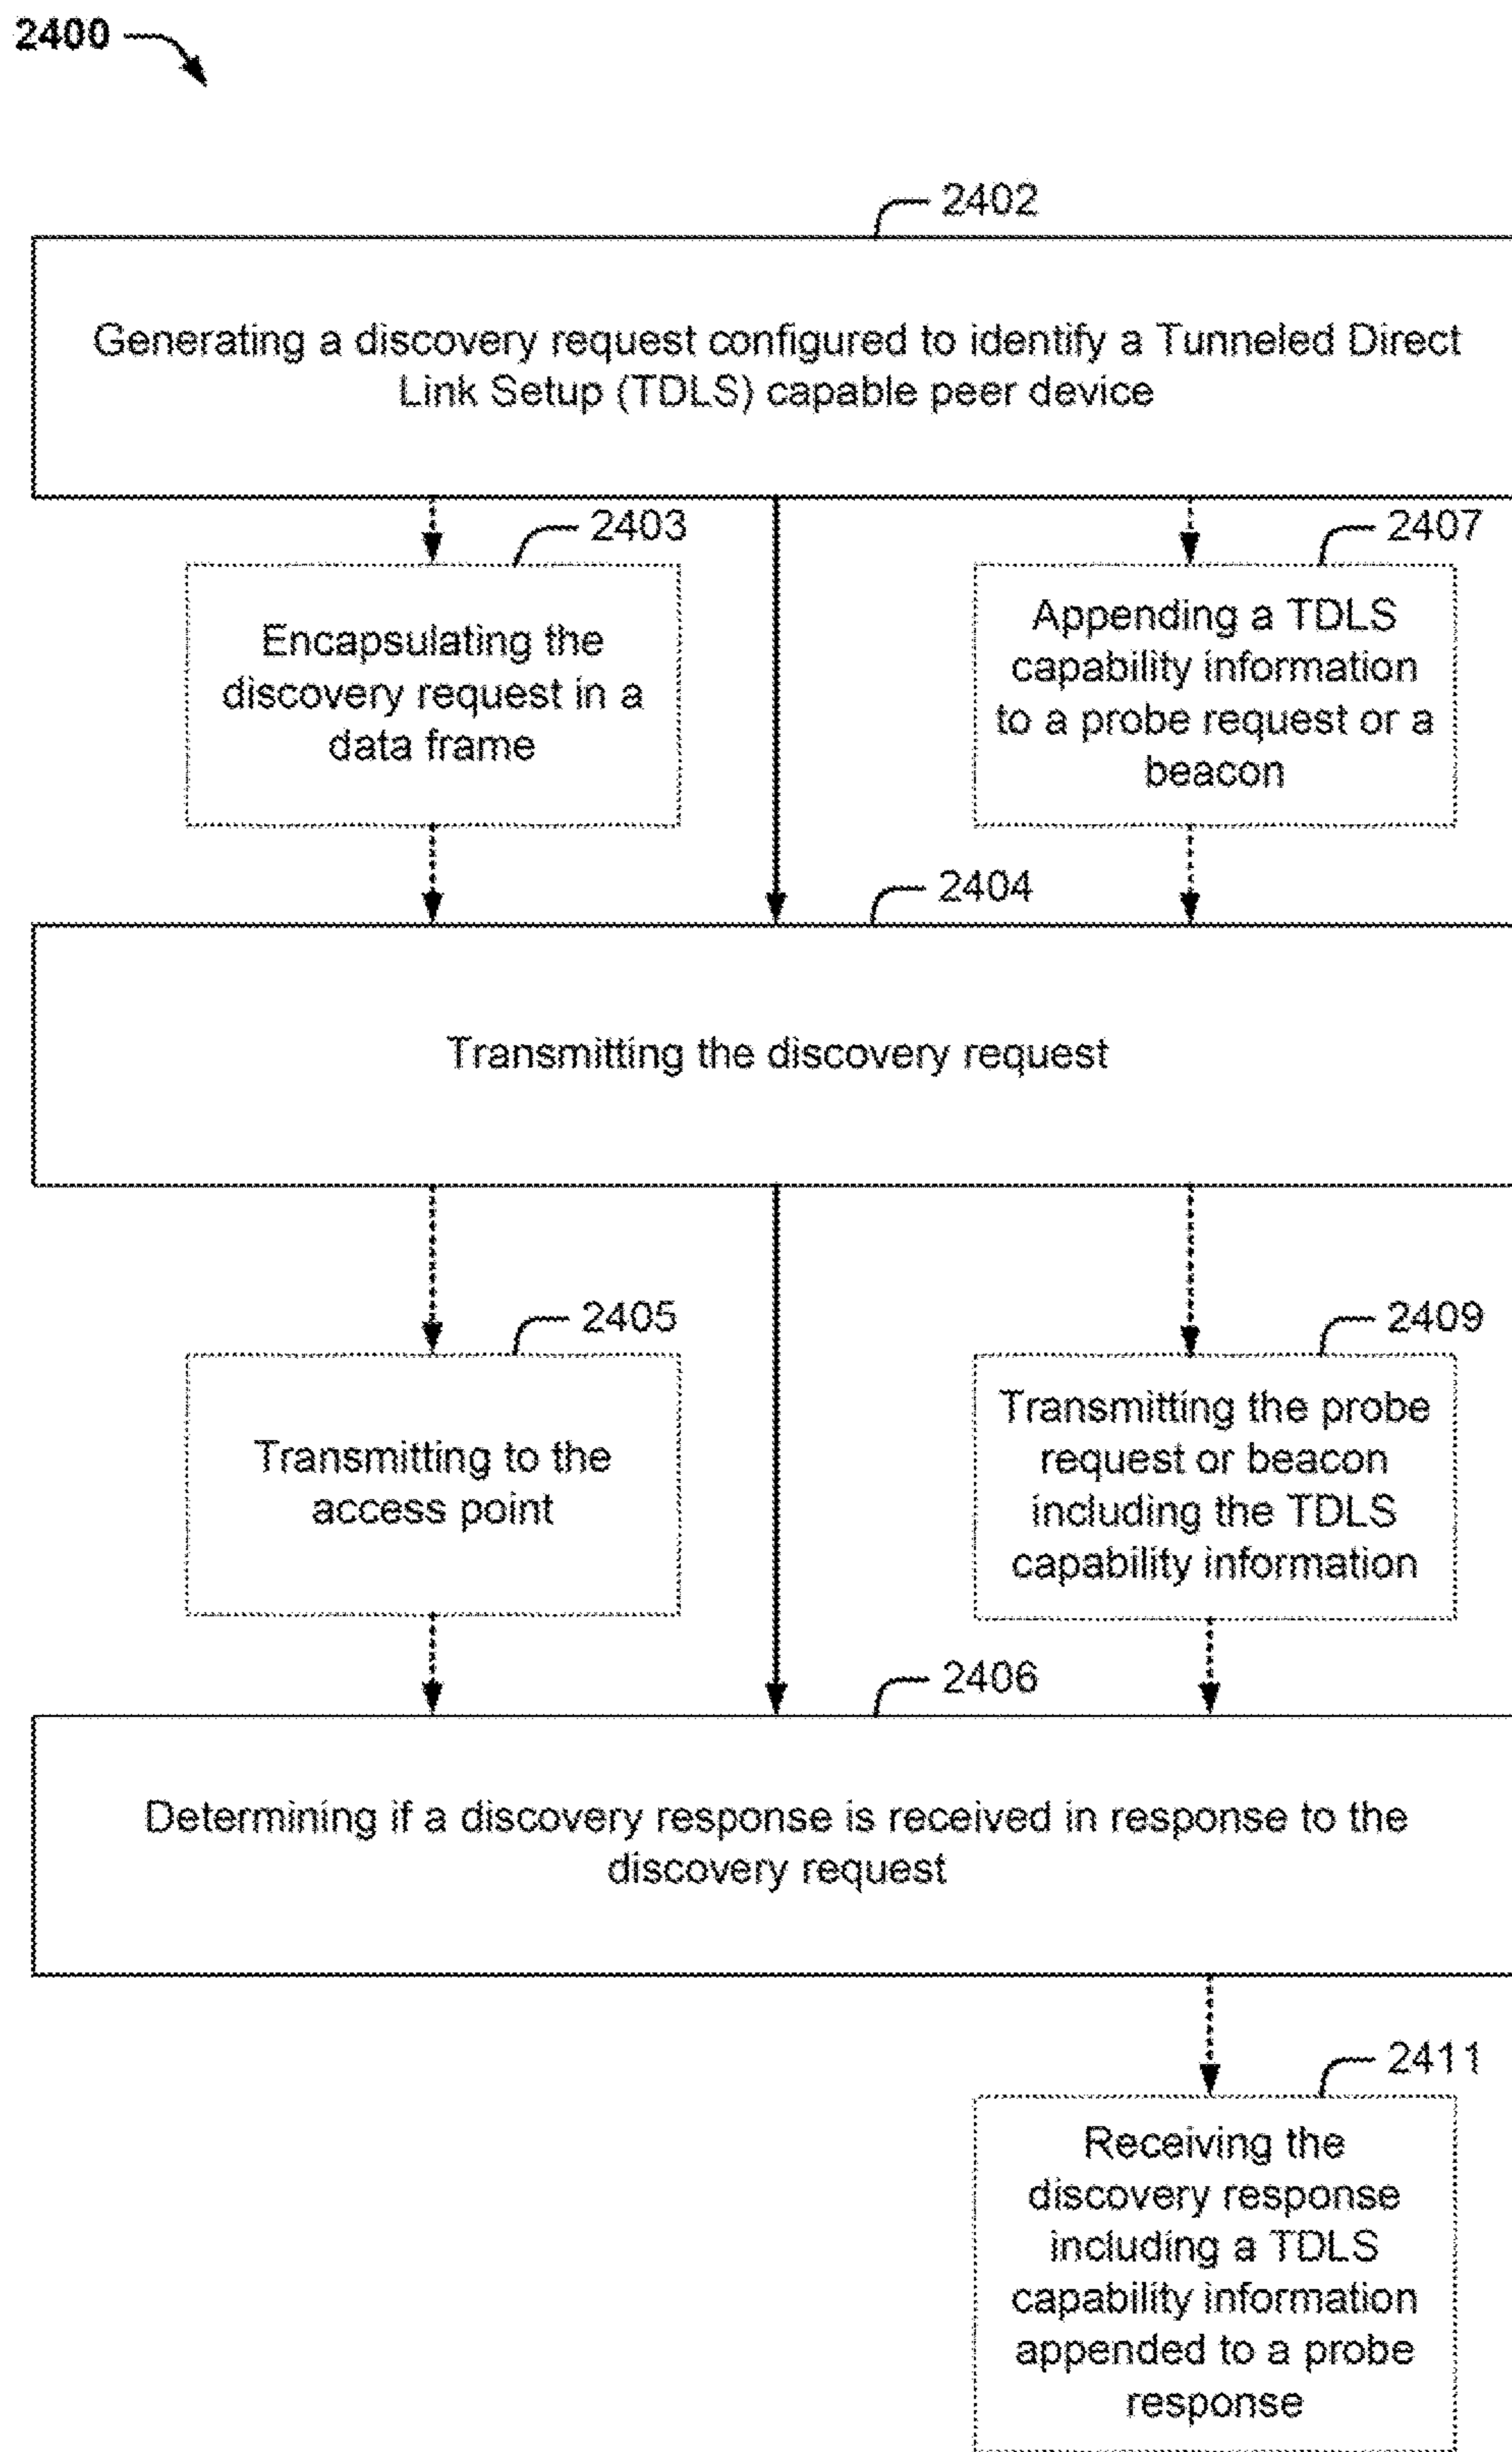 2400
2402
Generating a discovery request configured to identify a Tunneled Direct
Link Setup (TDLS) capable peer device
2403
2407
Encapsulating the
discovery request in a
data frame
Appending a TDLS
capability information
to a probe request or a
beacon
2404
Transmitting the discovery request
2405
2409
Transmitting to the
access point
Transmitting the probe
request or beacon
including the TDLS
capability information
2406
Determining if a discovery response is received in response to the
discovery request
2411
Receiving the
discovery response
including a TDLS
capability information
appended to a probe
response